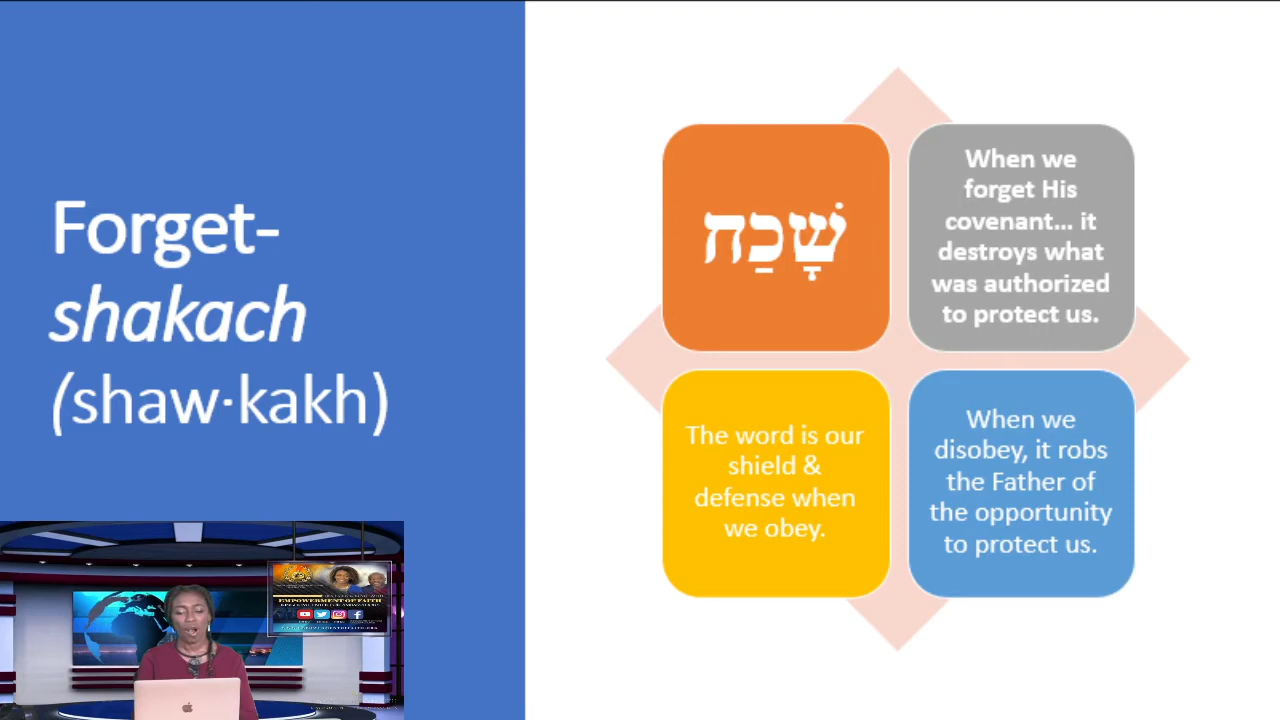 Forget-
shakach
(shaw·kakh)
שָׁכַח
When we
forget His
covenant... it
destroys what
was authorized
to protect us.
The word is our
shield &
defense when
we obey.
When we
disobey, it robs
the Father of
the opportunity
to protect us.
EMPOWERMENT OF FAITH